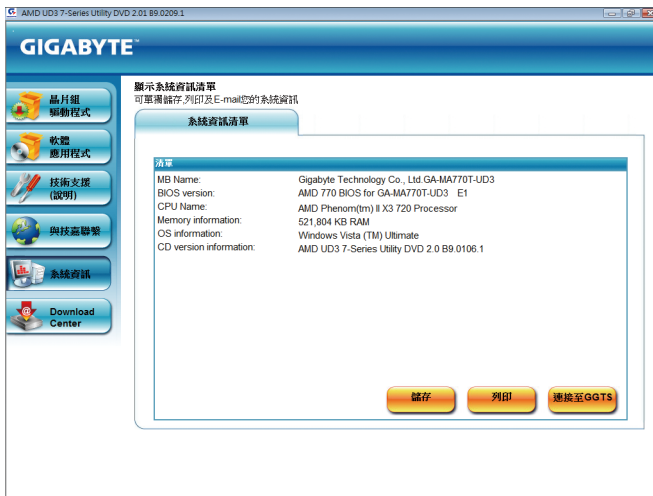 AMD UD3 7-Series Utility DVD 2.01 B9.0209.1
GIGABYTE™
晶片組
驅動程式
軟體
應用程式
技術支援
(說明)
與技嘉聯繫
系統資訊
Download
Center
顯示系統資訊清單
可單獨儲存,列印及E-mail您的系統資訊
系統資訊清單
清單
MB Name: Gigabyte Technology Co., Ltd.GA-MA770T-UD3
BIOS version: AMD 770 BIOS for GA-MA770T-UD3 E1
CPU Name: AMD Phenom(tm) II X3 720 Processor
Memory information: 521,804 KB RAM
OS information: Windows Vista (TM) Ultimate
CD version information: AMD UD3 7-Series Utility DVD 2.0 B9.0106.1
儲存 列印 連接至GGTS